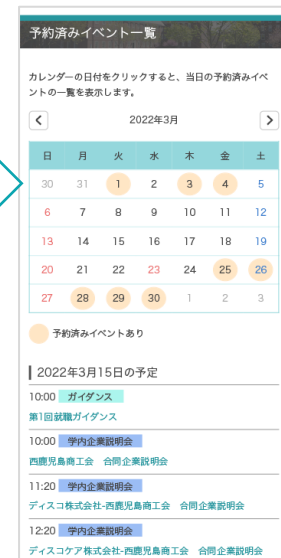 予約済みイベント一覧
カレンダーの日付をクリックすると、当日の予約済みイベ
ントの一覧を表示します。
2022年3月
日 月 火 水 木 金 土
30 31 1 2 3 4 5
6 7 8 9 10 11 12
13 14 15 16 17 18 19
20 21 22 23 24 25 26
27 28 29 30 1 2 3
予約済みイベントあり
2022年3月15日の予定
10:00 ガイダンス
第1回就職ガイダンス
10:00 学内企業説明会
西鹿児島商工会 合同企業説明会
11:20 学内企業説明会
ディスコ株式会社-西鹿児島商工会 合同企業説明会
12:20 学内企業説明会
ディスコケア株式会社-西鹿児島商工会 合同企業説明会